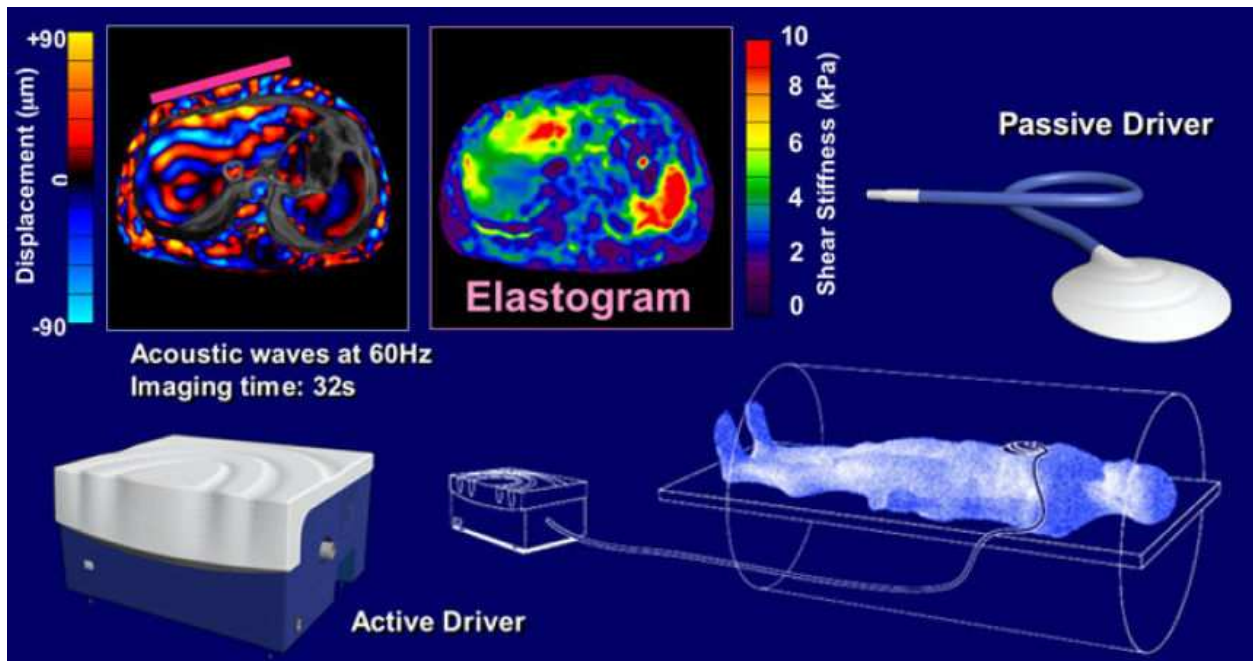 +90
Displacement (μm)
0
-90
Acoustic waves at 60Hz
Imaging time: 32s
Elastogram
10
8
6
4
2
0
Shear Stiffness (kPa)
Passive Driver
Active Driver